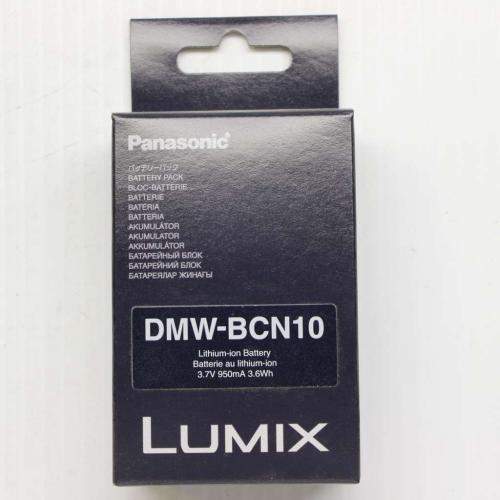 Panasonic
バッテリーパック
BATTERY PACK
BLOC-BATTERIE
BATTERIE
BATERIA
BATTERIA
AKUMULÁTOR
AKUMULATOR
AKKUMULÁTOR
БАТАРЕЙНЫЙ БЛОК
БАТАРЕЙНИЙ БЛОК
БАТАРЕЯЛАР ЖИНАҒЫ
DMW-BCN10
Lithium-ion Battery
Batterie au lithium-ion
3.7V 950mA 3.6Wh
LUMIX